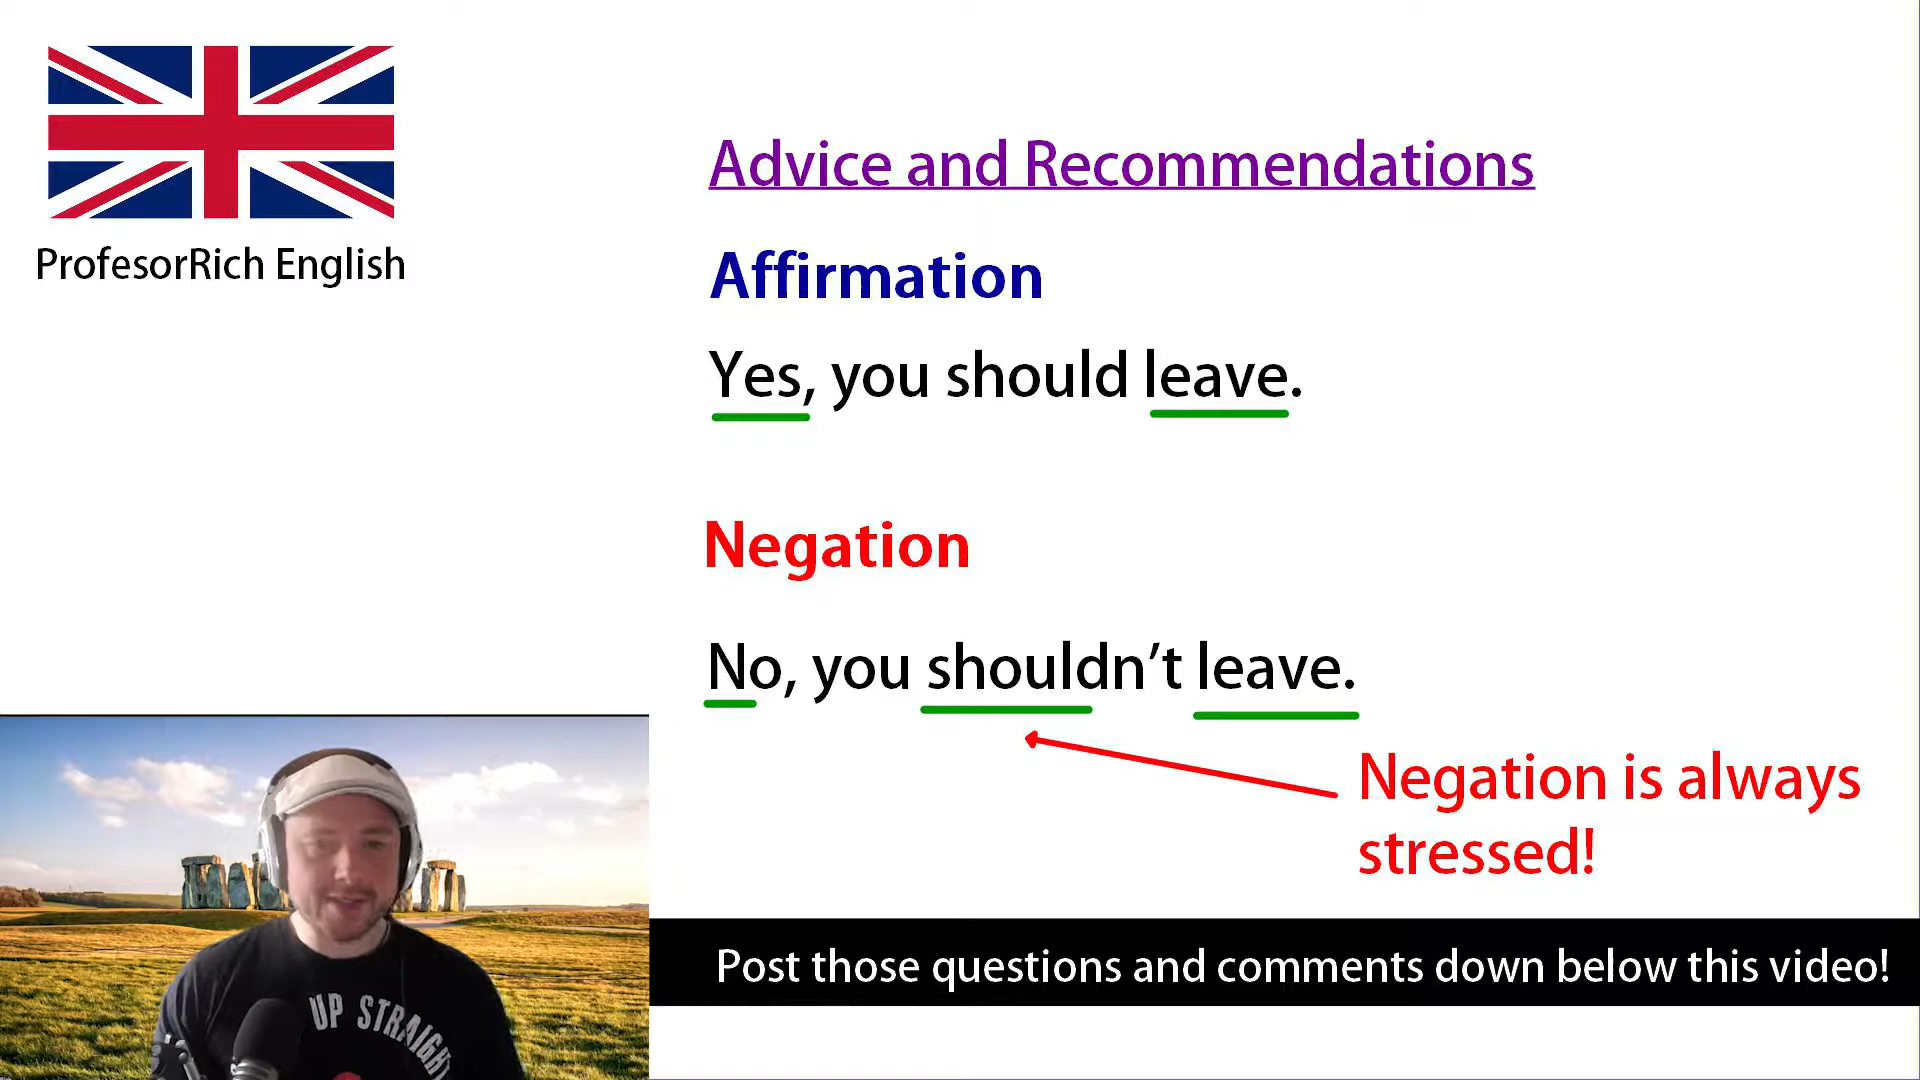 ProfesorRich English
Advice and Recommendations
Affirmation
Yes, you should leave.
Negation
No, you shouldn’t leave.
Negation is always
stressed!
UP STRAIGHT
Post those questions and comments down below this video!